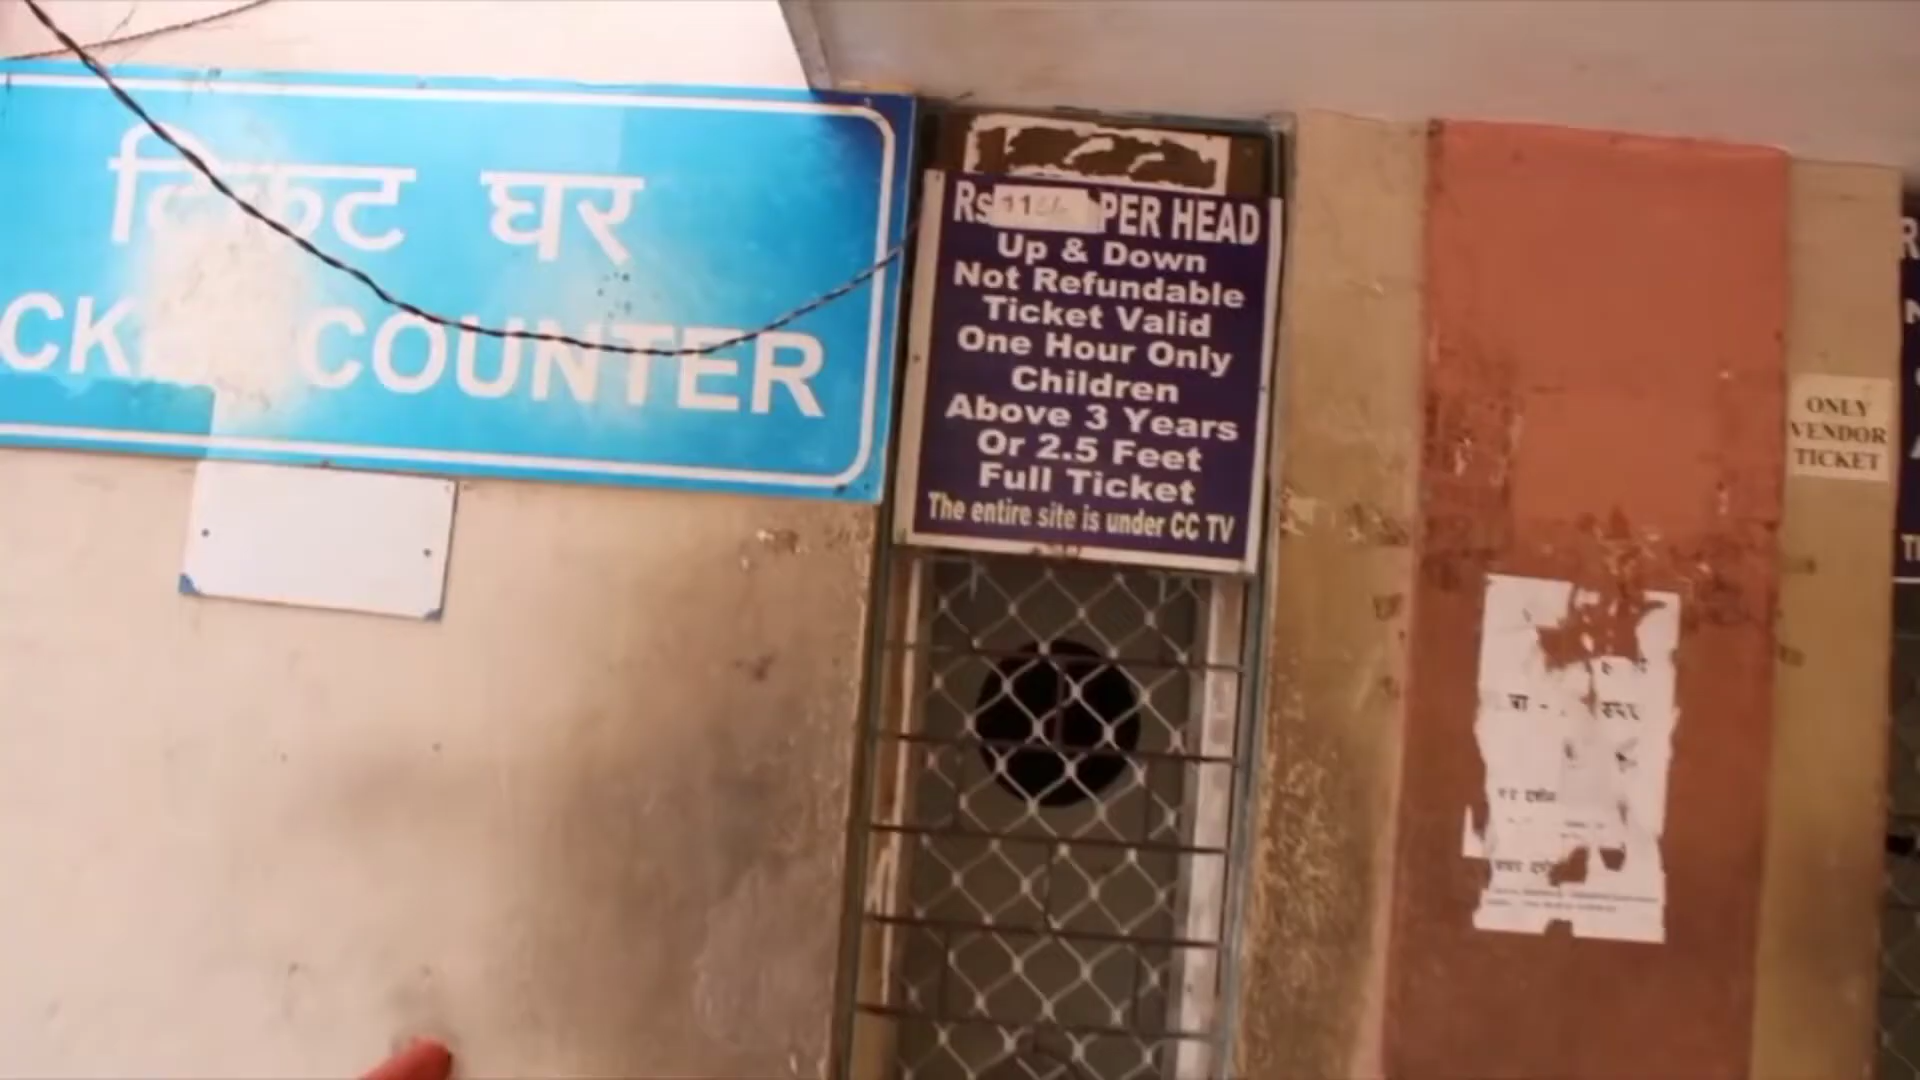 टिकट घर
COUNTER
Rs PER HEAD
Up & Down
Not Refundable
Ticket Valid
One Hour Only
Children
Above 3 Years
Or 2.5 Feet
Full Ticket
The entire site is under CC TV
ONLY
VENDOR
TICKET